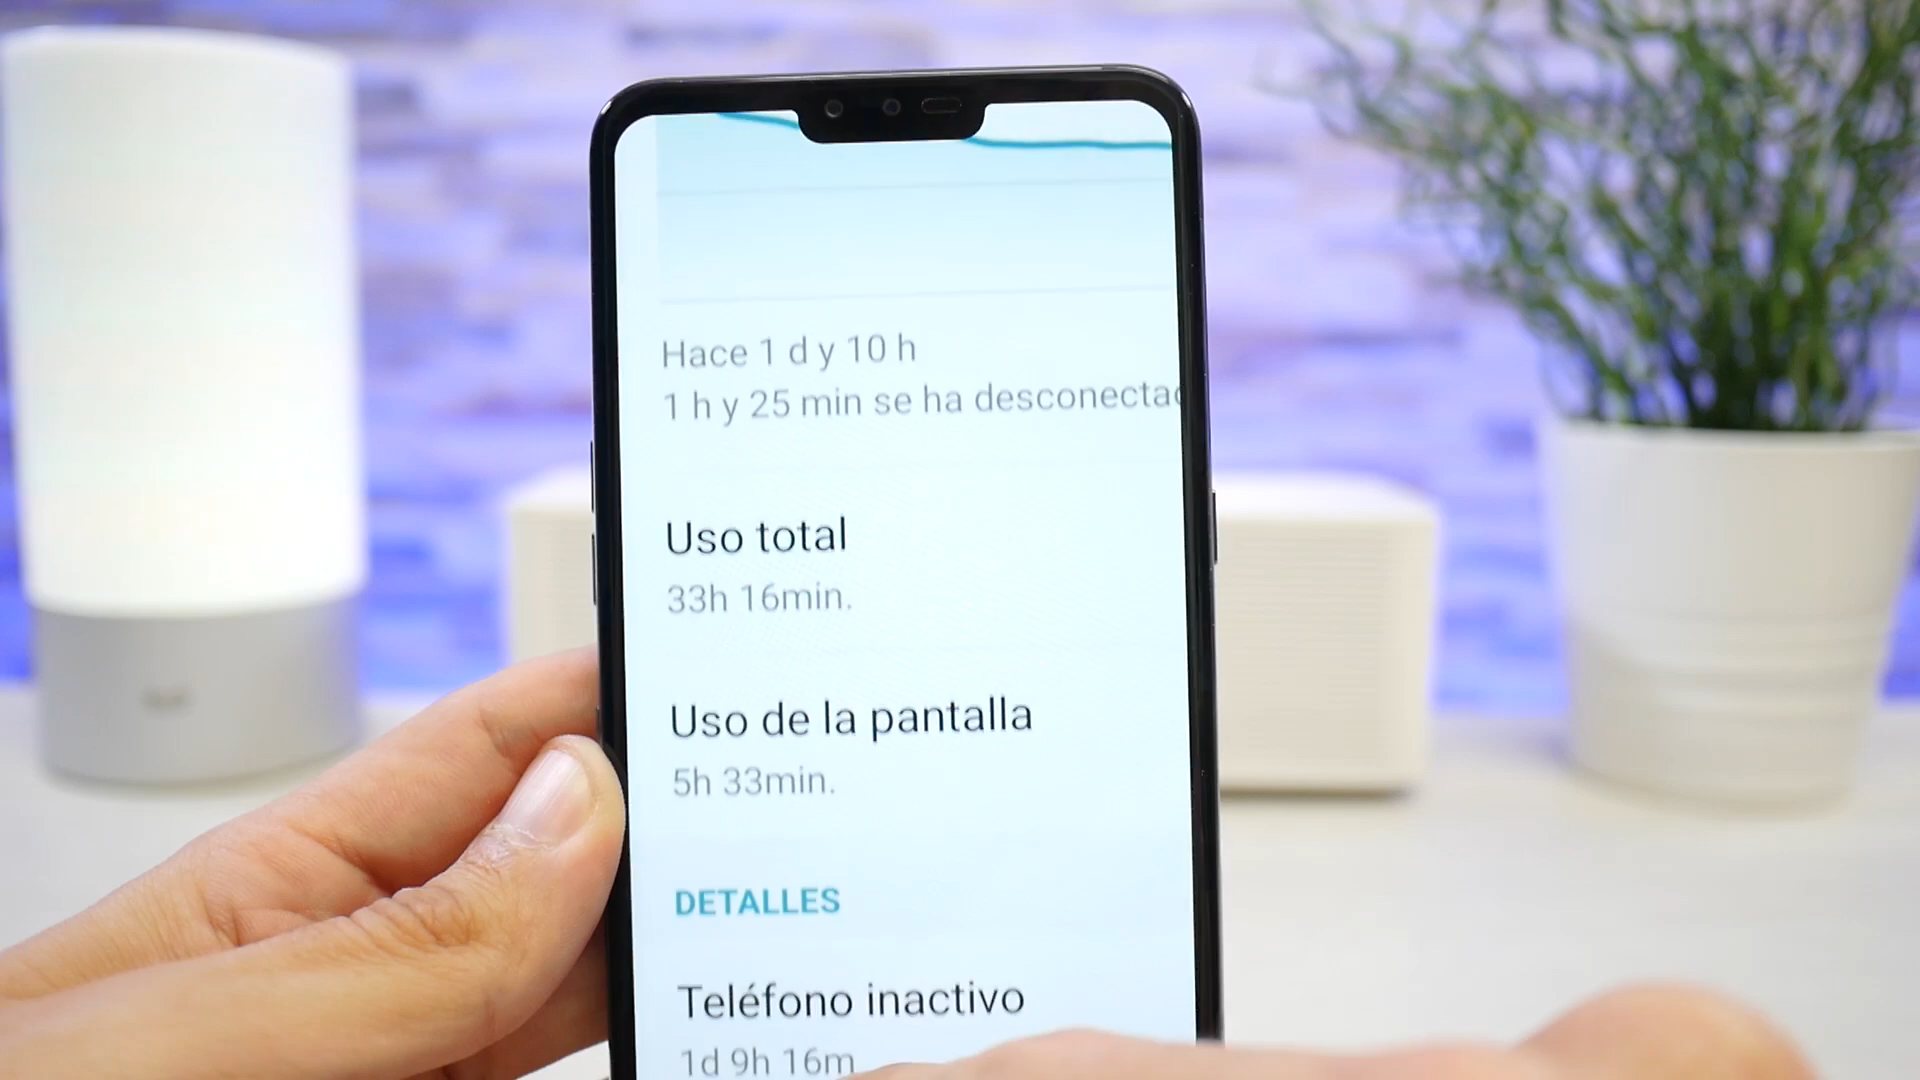 Hace 1 d y 10 h
1 h y 25 min se ha desconectad
Uso total
33h 16min.
Uso de la pantalla
5h 33min.
DETALLES
Teléfono inactivo
1d 9h 16m